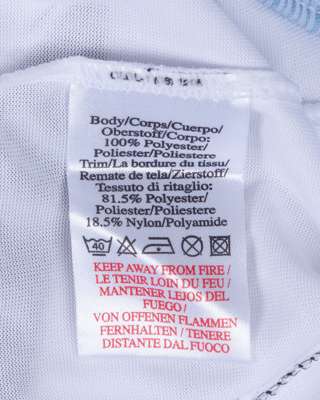 Body/Corps/Cuerpo/
Oberstoff/Corpo:
100% Polyester/
Poliester/Poliestere
Trim/La bordure du tissu/
Remate de tela/Zierstoff/
Tessuto di ritaglio:
81.5% Polyester/
Poliester/Poliestere
18.5% Nylon/Polyamide
40
KEEP AWAY FROM FIRE/
LE TENIR LOIN DU FEU/
MANTENER LEJOS DEL
FUEGO/
VON OFFENEN FLAMMEN
FERNHALTEN/ TENERE
DISTANTE DAL FUOCO